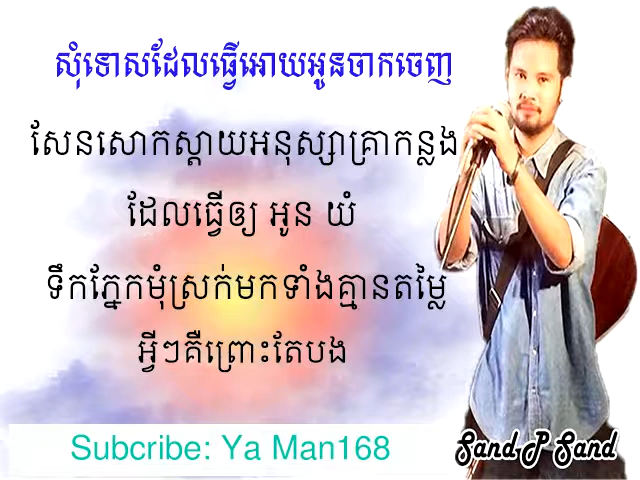 សុំទោសដែលធ្វើអោយអូនចាកចេញ
សែនសោកស្ដាយអនុស្សាគ្រាកន្លង
ដែលធ្វើឲ្យ អូន យំ
ទឹកភ្នែកមុំស្រក់មកទាំងគ្មានតម្លៃ
អ្វីៗគឺព្រោះតែបង
Subcribe: Ya Man168
Sand P Sand